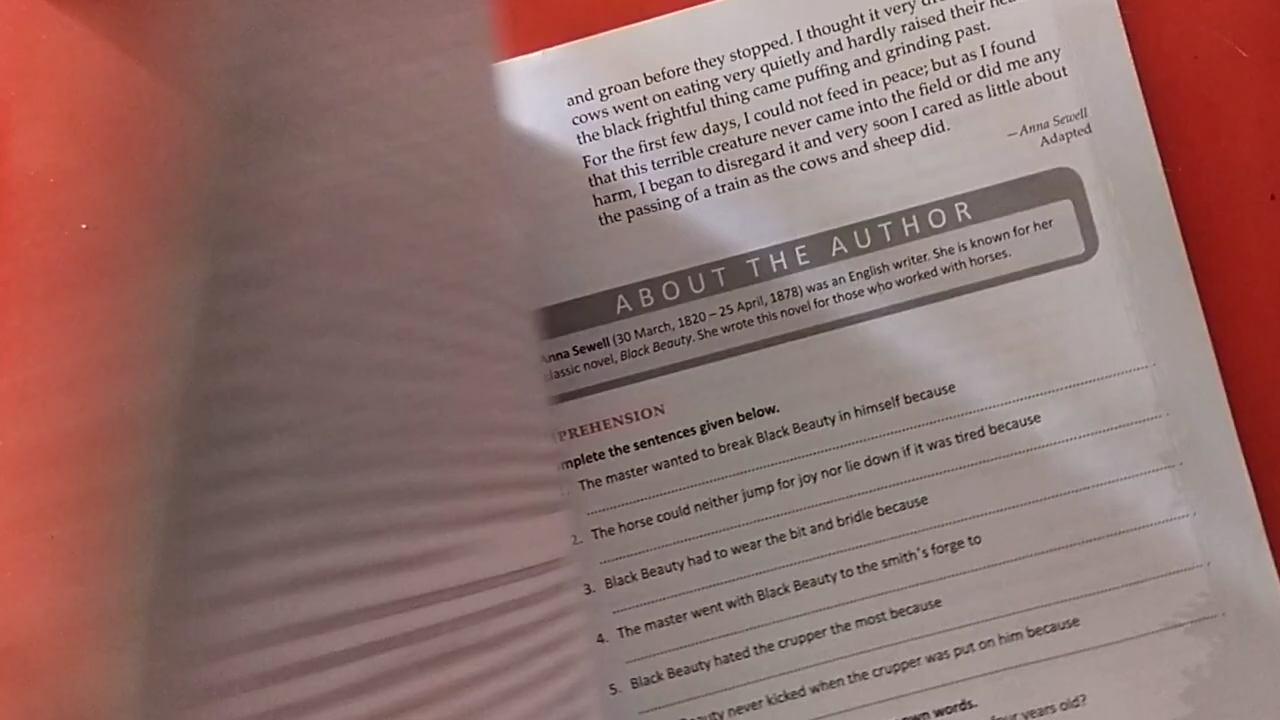 and groan before they stopped. I thought it very
cows went on eating very quietly and hardly raised their
the black frightful thing came puffing and grinding past.
For the first few days, I could not feed in peace; but as I found
that this terrible creature never came into the field or did me any
harm, I began to disregard it and very soon I cared as little about
the passing of a train as the cows and sheep did.
—Anna Sewell
Adapted
ABOUT THE AUTHOR
nna Sewell (30 March, 1820 – 25 April, 1878) was an English writer. She is known for her
lassic novel, Black Beauty. She wrote this novel for those who worked with horses.
PREHENSION
mplete the sentences given below.
The master wanted to break Black Beauty in himself because
2. The horse could neither jump for joy nor lie down if it was tired because
3. Black Beauty had to wear the bit and bridle because
4. The master went with Black Beauty to the smith's forge to
5. Black Beauty hated the crupper the most because
auty never kicked when the crupper was put on him because
wn words.
four years old?